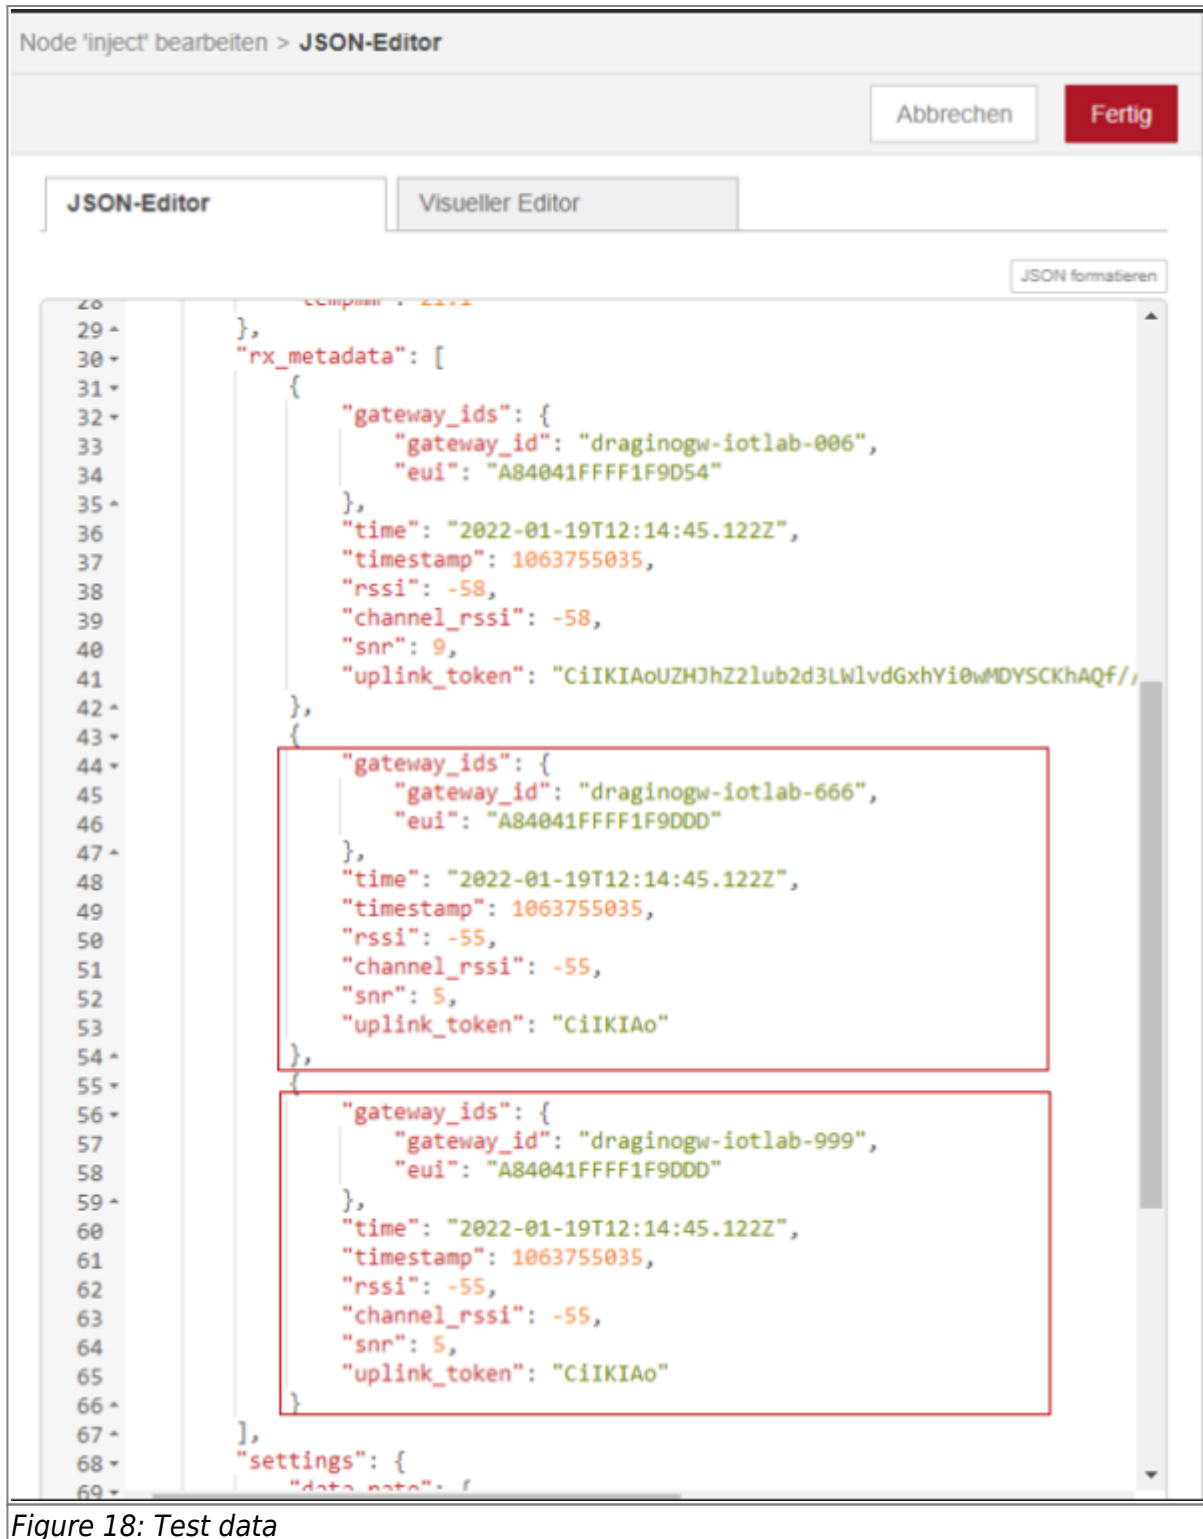 Node 'inject' bearbeiten > JSON-Editor
Abbrechen Fertig
JSON-Editor Visueller Editor
JSON formatieren
28
29 },
30 "rx_metadata": [
31 {
32 "gateway_ids": {
33 "gateway_id": "draginogw-iotlab-006",
34 "eui": "A84041FFFF1F9D54"
35 },
36 "time": "2022-01-19T12:14:45.122Z",
37 "timestamp": 1063755035,
38 "rssi": -58,
39 "channel_rssi": -58,
40 "snr": 9,
41 "uplink_token": "CiIKIAoUZHJhZ2lub2d3LWlvdGxhYi0wMDYSCKhAQf//
42 },
43 {
44 "gateway_ids": {
45 "gateway_id": "draginogw-iotlab-666",
46 "eui": "A84041FFFF1F9DDD"
47 },
48 "time": "2022-01-19T12:14:45.122Z",
49 "timestamp": 1063755035,
50 "rssi": -55,
51 "channel_rssi": -55,
52 "snr": 5,
53 "uplink_token": "CiIKIAo"
54 },
55 {
56 "gateway_ids": {
57 "gateway_id": "draginogw-iotlab-999",
58 "eui": "A84041FFFF1F9DDD"
59 },
60 "time": "2022-01-19T12:14:45.122Z",
61 "timestamp": 1063755035,
62 "rssi": -55,
63 "channel_rssi": -55,
64 "snr": 5,
65 "uplink_token": "CiIKIAo"
66 }
67 ],
68 "settings": {
69 "data_rate": {
Figure 18: Test data